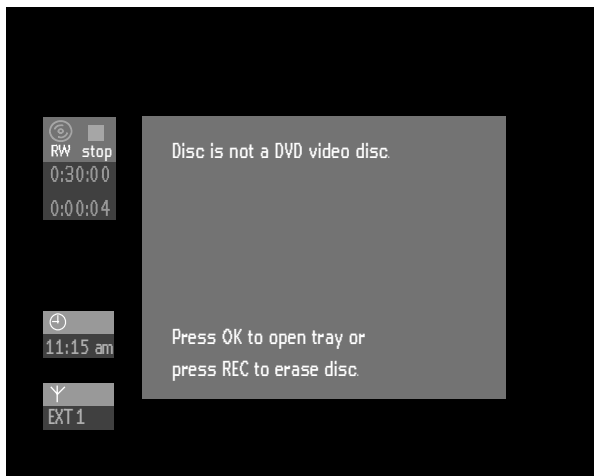 RW stop
0:30:00
0:00:04
Disc is not a DVD video disc.
Press OK to open tray or
press REC to erase disc.
11:15 am
EXT 1